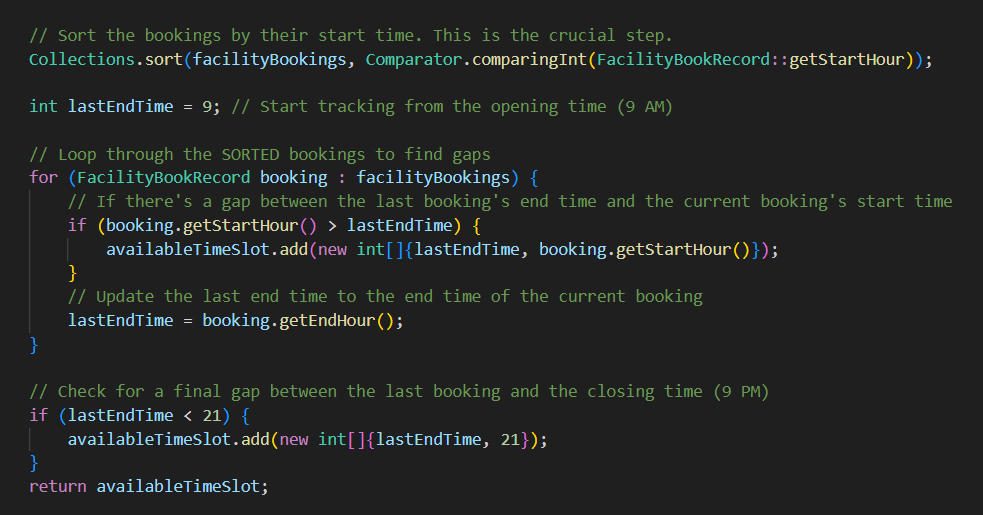 // Sort the bookings by their start time. This is the crucial step.
Collections.sort(facilityBookings, Comparator.comparingInt(FacilityBookRecord::getStartHour));
int lastEndTime = 9; // Start tracking from the opening time (9 AM)
// Loop through the SORTED bookings to find gaps
for (FacilityBookRecord booking : facilityBookings) {
    // If there's a gap between the last booking's end time and the current booking's start time
    if (booking.getStartHour() > lastEndTime) {
        availableTimeSlot.add(new int[]{lastEndTime, booking.getStartHour()});
    }
    // Update the last end time to the end time of the current booking
    lastEndTime = booking.getEndHour();
}
// Check for a final gap between the last booking and the closing time (9 PM)
if (lastEndTime < 21) {
    availableTimeSlot.add(new int[]{lastEndTime, 21});
}
return availableTimeSlot;